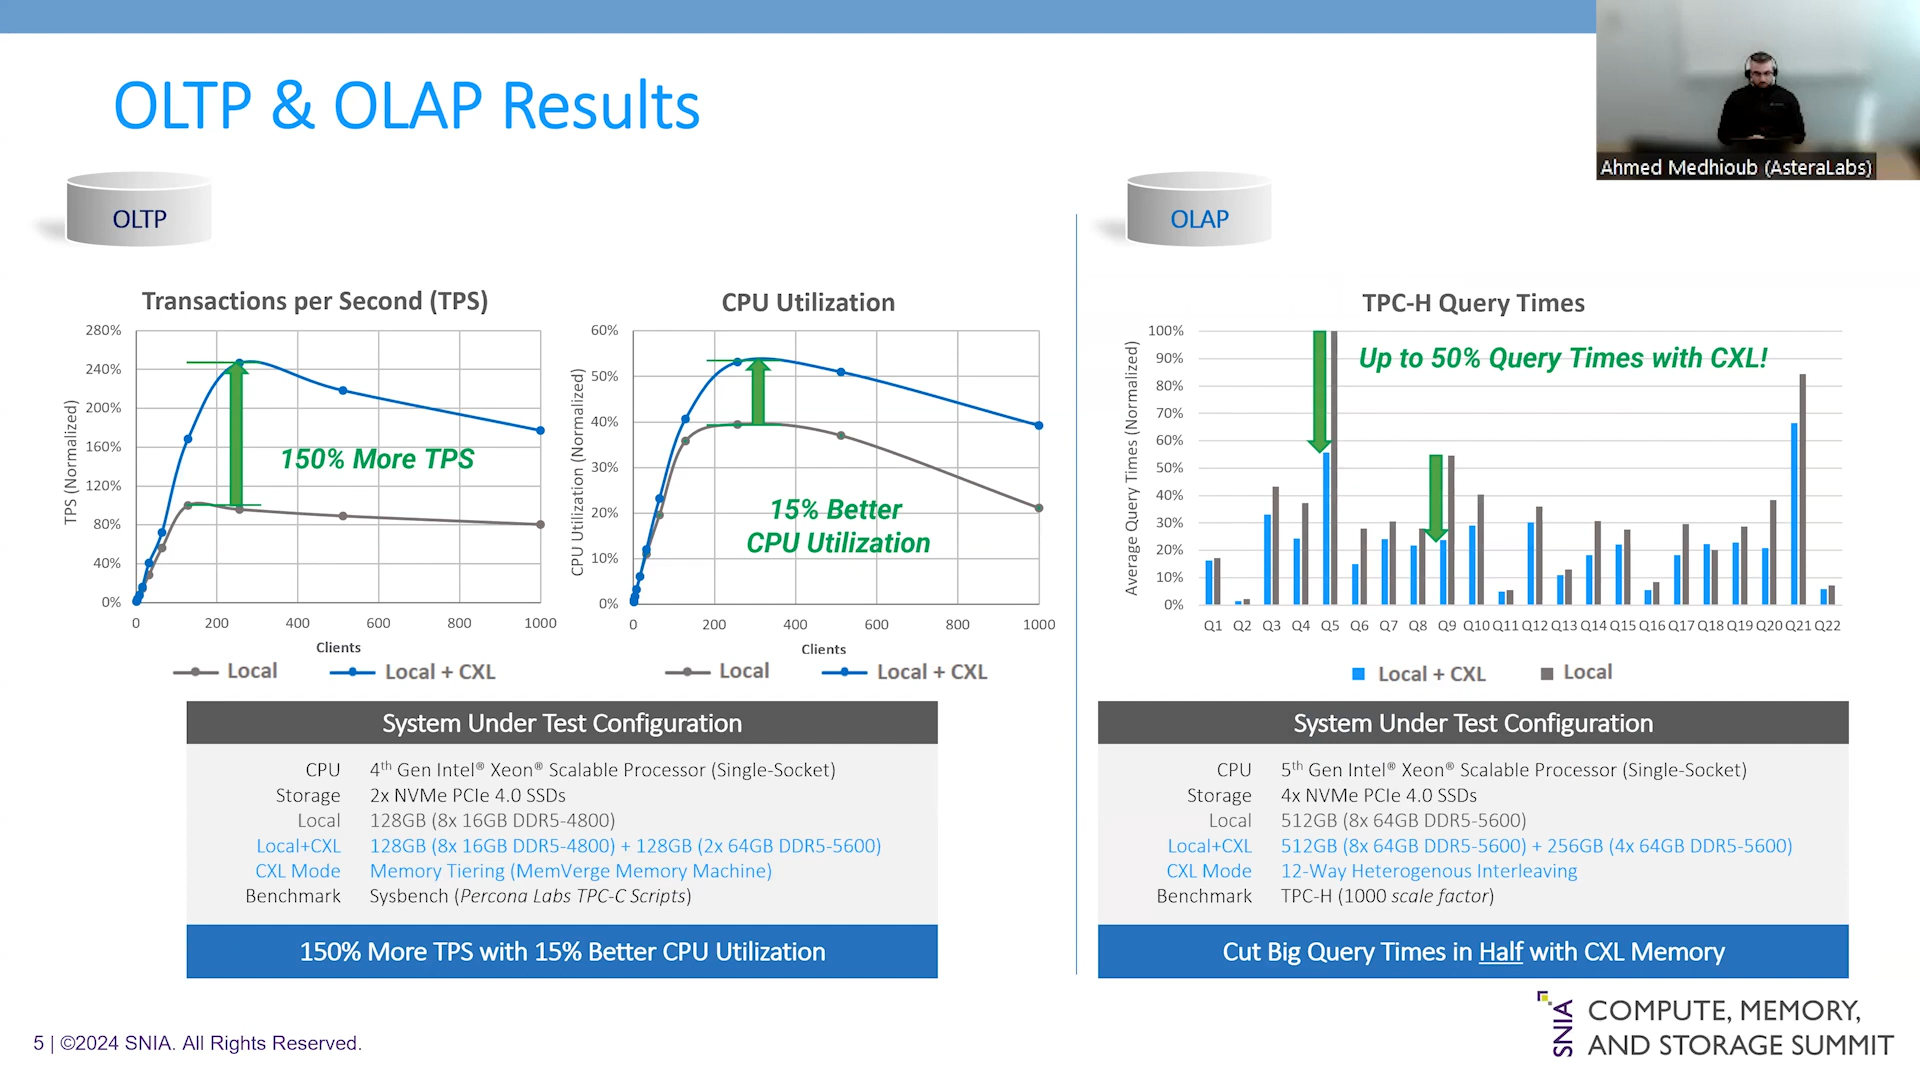 OLTP & OLAP Results
Ahmed Medhioub (AsteraLabs)
OLTP
Transactions per Second (TPS)
280%
240%
200%
160%
120%
80%
40%
0%
TPS (Normalized)
150% More TPS
0 200 400 600 800 1000
Clients
Local Local + CXL
CPU Utilization
60%
50%
40%
30%
20%
10%
0%
CPU Utilization (Normalized)
15% Better
CPU Utilization
0 200 400 600 800 1000
Clients
Local Local + CXL
System Under Test Configuration
CPU 4th Gen Intel® Xeon® Scalable Processor (Single-Socket)
Storage 2x NVMe PCIe 4.0 SSDs
Local 128GB (8x 16GB DDR5-4800)
Local+CXL 128GB (8x 16GB DDR5-4800) + 128GB (2x 64GB DDR5-5600)
CXL Mode Memory Tiering (MemVerge Memory Machine)
Benchmark Sysbench (Percona Labs TPC-C Scripts)
150% More TPS with 15% Better CPU Utilization
OLAP
TPC-H Query Times
100%
90%
80%
70%
60%
50%
40%
30%
20%
10%
0%
Average Query Times (Normalized)
Up to 50% Query Times with CXL!
Q1 Q2 Q3 Q4 Q5 Q6 Q7 Q8 Q9 Q10 Q11 Q12 Q13 Q14 Q15 Q16 Q17 Q18 Q19 Q20 Q21 Q22
Local + CXL Local
System Under Test Configuration
CPU 5th Gen Intel® Xeon® Scalable Processor (Single-Socket)
Storage 4x NVMe PCIe 4.0 SSDs
Local 512GB (8x 64GB DDR5-5600)
Local+CXL 512GB (8x 64GB DDR5-5600) + 256GB (4x 64GB DDR5-5600)
CXL Mode 12-Way Heterogenous Interleaving
Benchmark TPC-H (1000 scale factor)
Cut Big Query Times in Half with CXL Memory
5 | ©2024 SNIA. All Rights Reserved.
SNIA
COMPUTE, MEMORY,
AND STORAGE SUMMIT